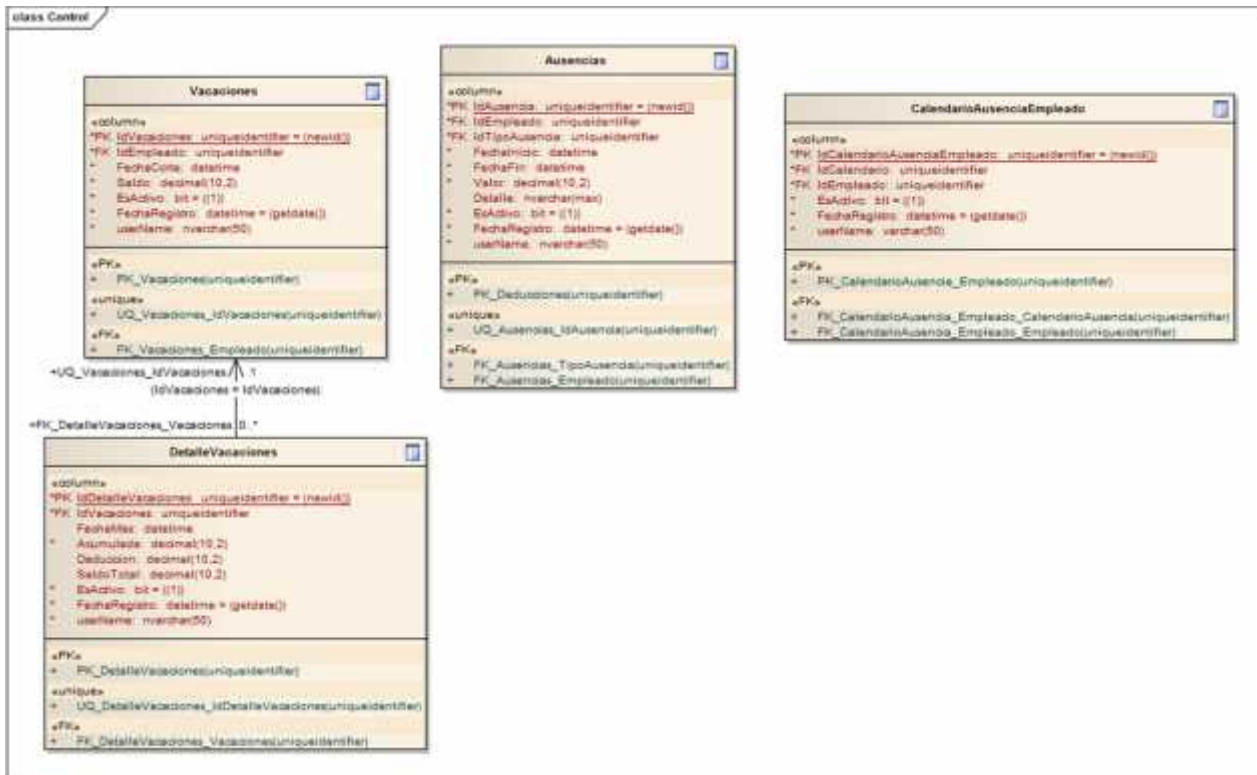 class Control
Vacaciones
«column»
*PK IdVacaciones: uniqueidentifier = (newid())
*FK IdEmpleado: uniqueidentifier
* FechaCorte: datetime
* Saldo: decimal(10,2)
* EsActivo: bit = ((1))
* FechaRegistro: datetime = (getdate())
* userName: nvarchar(50)
«PK»
+ PK_Vacaciones(uniqueidentifier)
«unique»
+ UQ_Vacaciones_IdVacaciones(uniqueidentifier)
«FK»
+ FK_Vacaciones_Empleado(uniqueidentifier)
Ausencias
«column»
*PK IdAusencia: uniqueidentifier = (newid())
*FK IdEmpleado: uniqueidentifier
*FK IdTipoAusencia: uniqueidentifier
* FechaInicio: datetime
* FechaFin: datetime
* Valor: decimal(10,2)
Detalle: nvarchar(max)
* EsActivo: bit = ((1))
* FechaRegistro: datetime = (getdate())
* userName: nvarchar(50)
«PK»
+ PK_Deducciones(uniqueidentifier)
«unique»
+ UQ_Ausencias_IdAusencia(uniqueidentifier)
«FK»
+ FK_Ausencias_TipoAusencia(uniqueidentifier)
+ FK_Ausencias_Empleado(uniqueidentifier)
CalendarioAusenciaEmpleado
«column»
*PK IdCalendarioAusenciaEmpleado: uniqueidentifier = (newid())
*FK IdCalendario: uniqueidentifier
*FK IdEmpleado: uniqueidentifier
* EsActivo: bit = ((1))
* FechaRegistro: datetime = (getdate())
* userName: varchar(50)
«PK»
+ PK_CalendarioAusencia_Empleado(uniqueidentifier)
«FK»
+ FK_CalendarioAusencia_Empleado_CalendarioAusencia(uniqueidentifier)
+ FK_CalendarioAusencia_Empleado_Empleado(uniqueidentifier)
+UQ_Vacaciones_IdVacaciones 1
(IdVacaciones = IdVacaciones)
+FK_DetalleVacaciones_Vacaciones 0..*
DetalleVacaciones
«column»
*PK IdDetalleVacaciones: uniqueidentifier = (newid())
*FK IdVacaciones: uniqueidentifier
FechaMes: datetime
* Acumulada: decimal(10,2)
Deduccion: decimal(10,2)
SaldoTotal: decimal(10,2)
* EsActivo: bit = ((1))
* FechaRegistro: datetime = (getdate())
* userName: nvarchar(50)
«PK»
+ PK_DetalleVacaciones(uniqueidentifier)
«unique»
+ UQ_DetalleVacaciones_IdDetalleVacaciones(uniqueidentifier)
«FK»
+ FK_DetalleVacaciones_Vacaciones(uniqueidentifier)